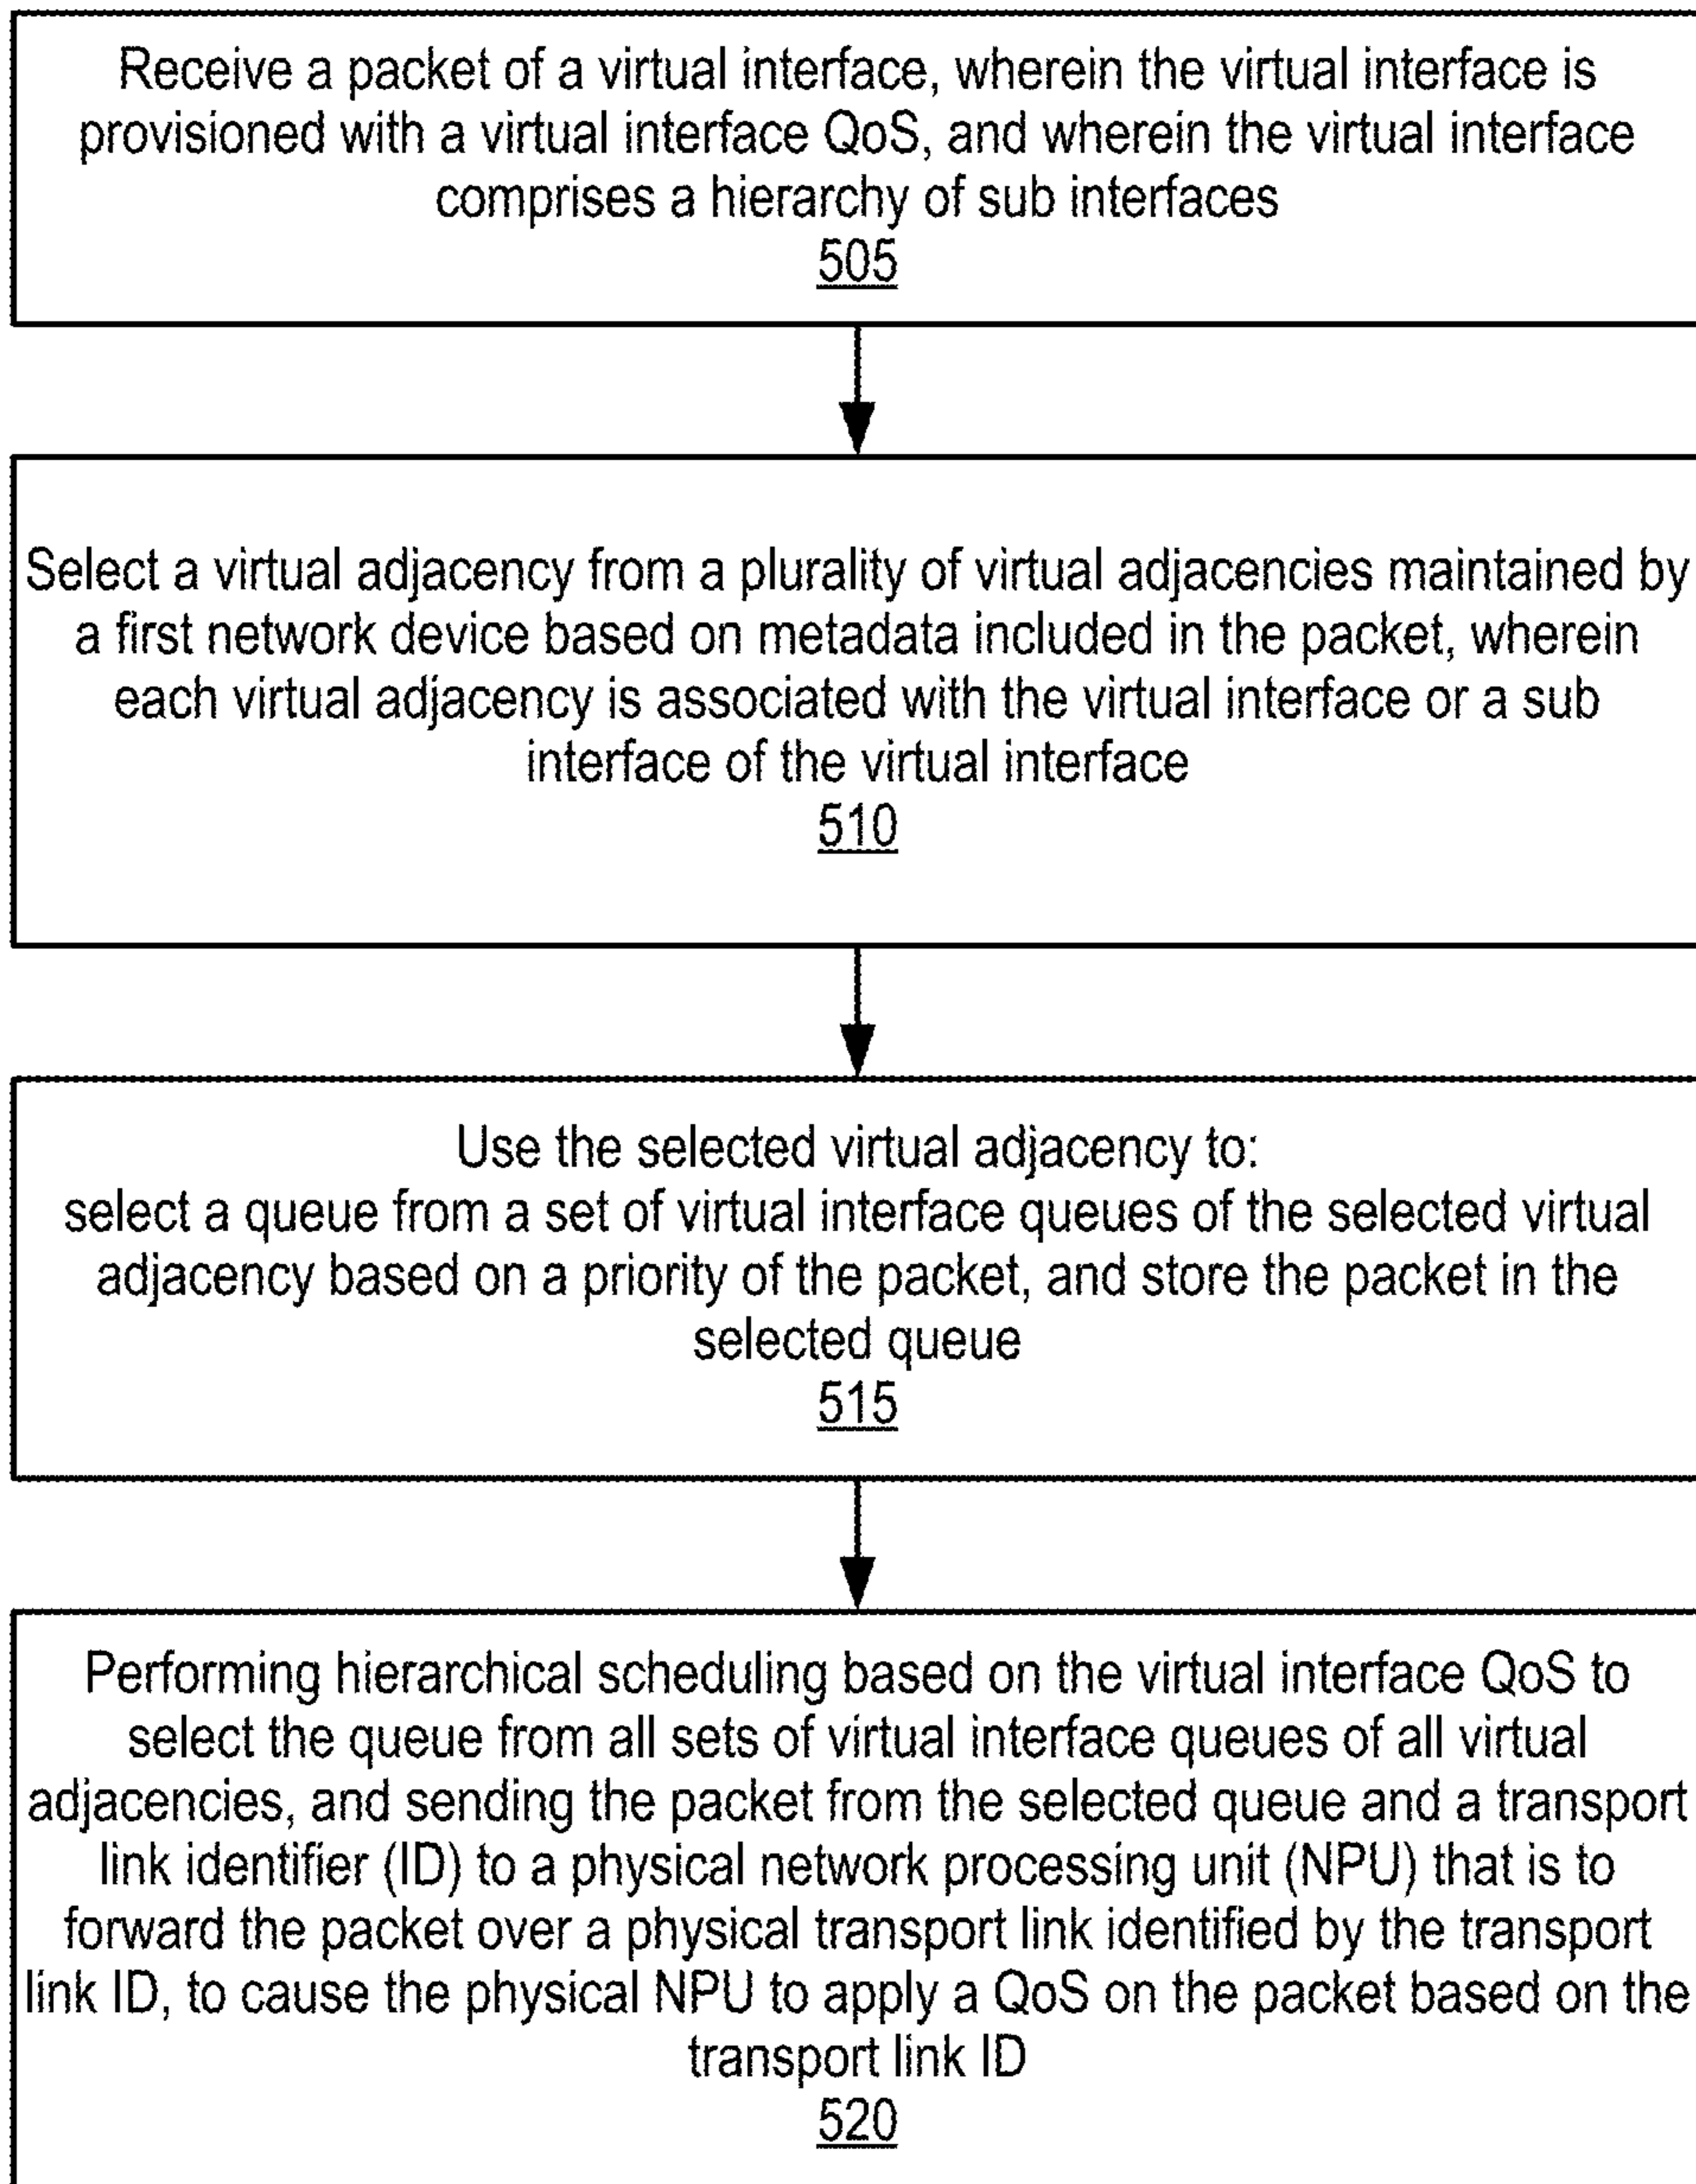 Receive a packet of a virtual interface, wherein the virtual interface is
provisioned with a virtual interface QoS, and wherein the virtual interface
comprises a hierarchy of sub interfaces
505
Select a virtual adjacency from a plurality of virtual adjacencies maintained by
a first network device based on metadata included in the packet, wherein
each virtual adjacency is associated with the virtual interface or a sub
interface of the virtual interface
510
Use the selected virtual adjacency to:
select a queue from a set of virtual interface queues of the selected virtual
adjacency based on a priority of the packet, and store the packet in the
selected queue
515
Performing hierarchical scheduling based on the virtual interface QoS to
select the queue from all sets of virtual interface queues of all virtual
adjacencies, and sending the packet from the selected queue and a transport
link identifier (ID) to a physical network processing unit (NPU) that is to
forward the packet over a physical transport link identified by the transport
link ID, to cause the physical NPU to apply a QoS on the packet based on the
transport link ID
520